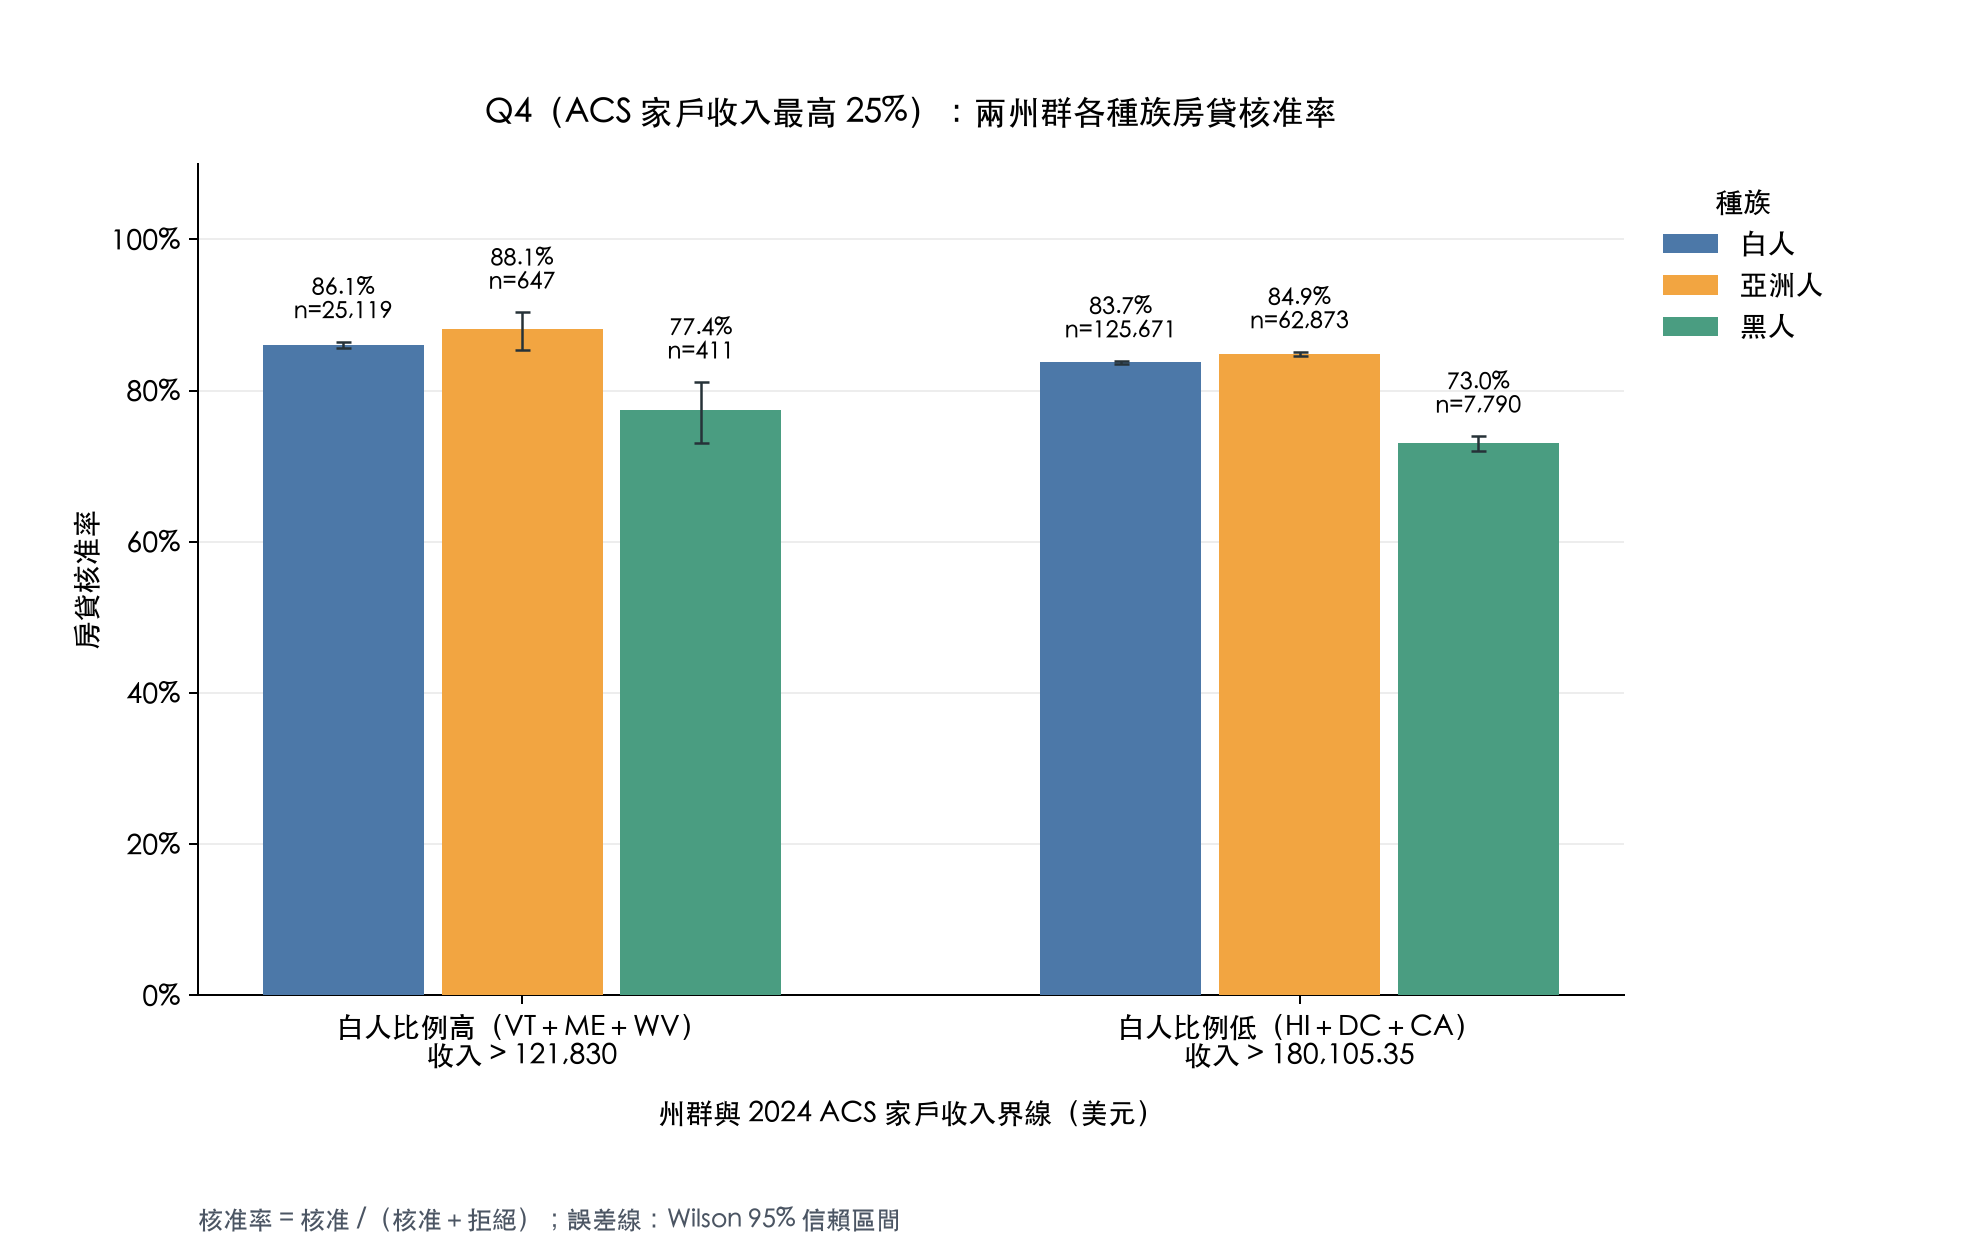 Q4（ACS 家戶收入最高 25%）：兩州群各種族房貸核准率
種族
白人
亞洲人
黑人
房貸核准率
100%
80%
60%
40%
20%
0%
86.1%
n=25,119
88.1%
n=647
77.4%
n=411
83.7%
n=125,671
84.9%
n=62,873
73.0%
n=7,790
白人比例高（VT+ME+WV）
收入 > 121,830
白人比例低（HI+DC+CA）
收入 > 180,105.35
州群與 2024 ACS 家戶收入界線（美元）
核准率 = 核准 /（核准+拒絕）；誤差線：Wilson 95% 信賴區間